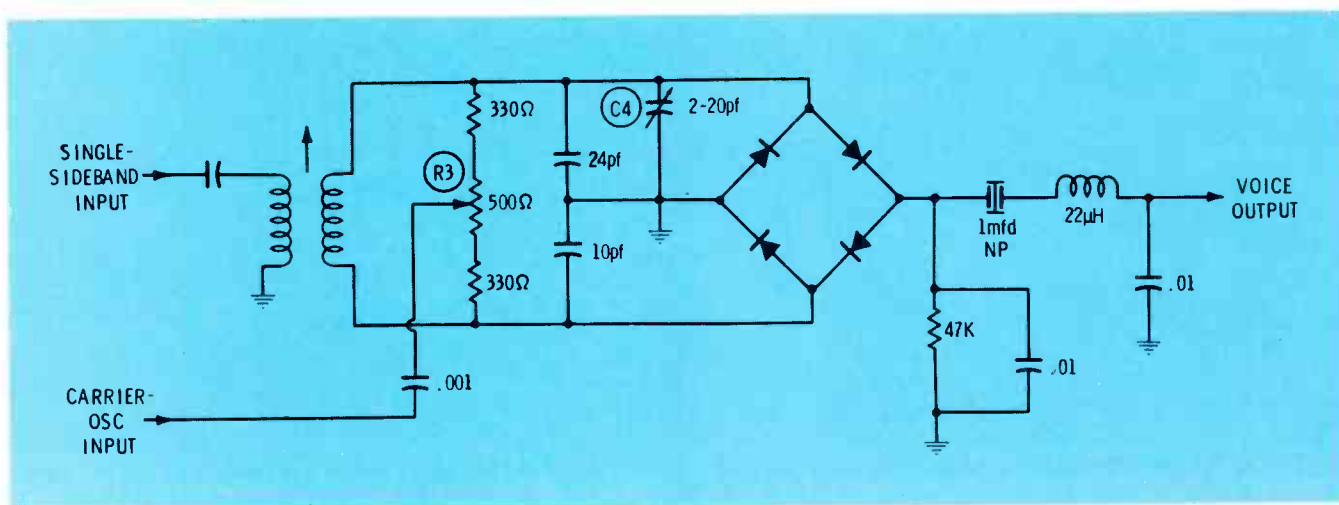 330Ω
C4
2-20pf
SINGLE-
SIDEBAND
INPUT
R3
24pf
500Ω
VOICE
OUTPUT
1mfd
NP
22µH
10pf
330Ω
.01
47K
.001
.01
CARRIER-
OSC
INPUT